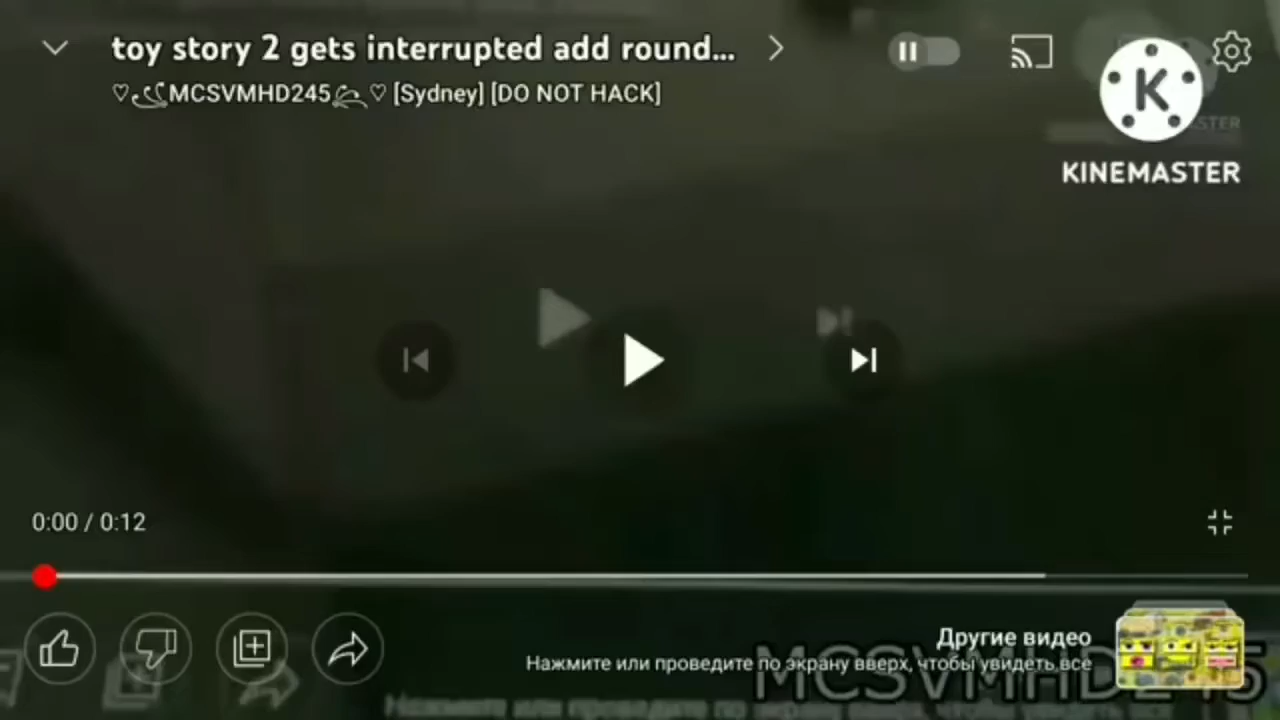 toy story 2 gets interrupted add round...
MCSVMHD245 [Sydney] [DO NOT HACK]
K
KINEMASTER
0:00 / 0:12
Другие видео
Нажмите или проведите по экрану вверх, чтобы увидеть все
MCSVMHD245